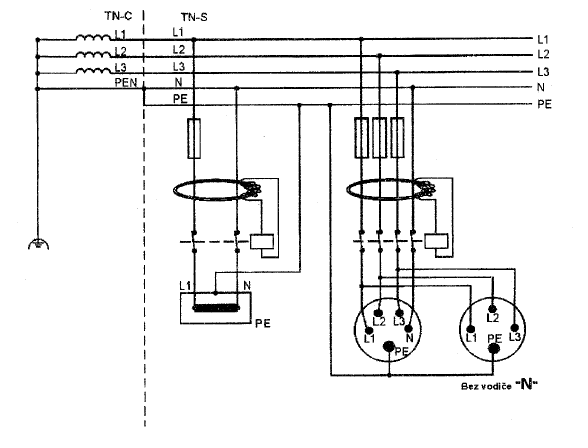 TN-C TN-S
L1 L1 L1
L2 L2 L2
L3 L3 L3
PEN N N
PE PE
L1 N
PE
L2 L3
L1 N
PE
L2
L1 PE L3
Bez vodiče -N-